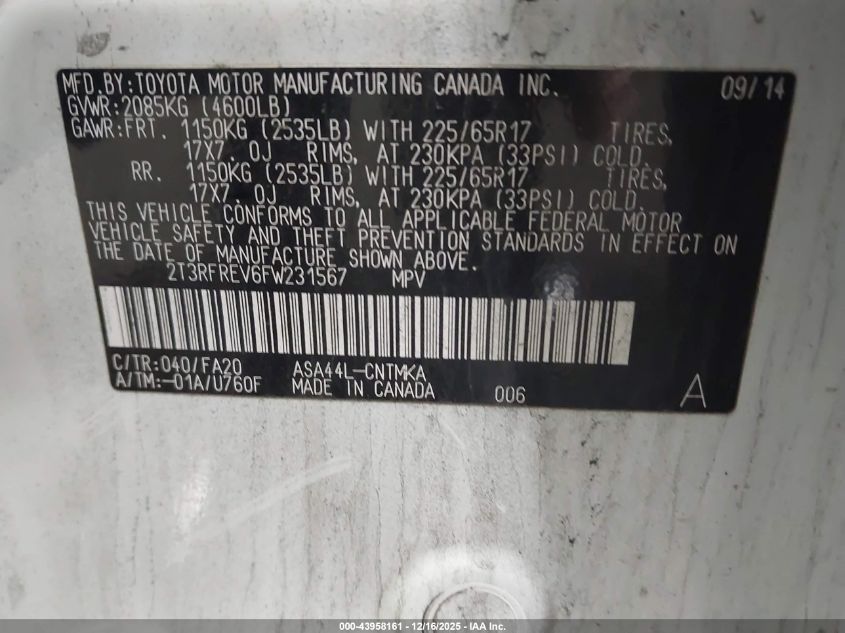 MFD.BY:TOYOTA MOTOR MANUFACTURING CANADA INC. 09/14
GVWR:2085KG (4600LB)
GAWR:FRT. 1150KG (2535LB) WITH 225/65R17 TIRES,
17X7.0J RIMS, AT 230KPA (33PSI) COLD.
RR. 1150KG (2535LB) WITH 225/65R17 TIRES,
17X7.0J RIMS, AT 230KPA (33PSI) COLD.
THIS VEHICLE CONFORMS TO ALL APPLICABLE FEDERAL MOTOR
VEHICLE SAFETY AND THEFT PREVENTION STANDARDS IN EFFECT ON
THE DATE OF MANUFACTURE SHOWN ABOVE.
2T3RFREV6FW231567 MPV
C/TR:040/FA20 ASA44L-CNTMKA
A/TM:-01A/U760F MADE IN CANADA 006 A
000-43958161 - 12/16/2025 - IAA Inc.